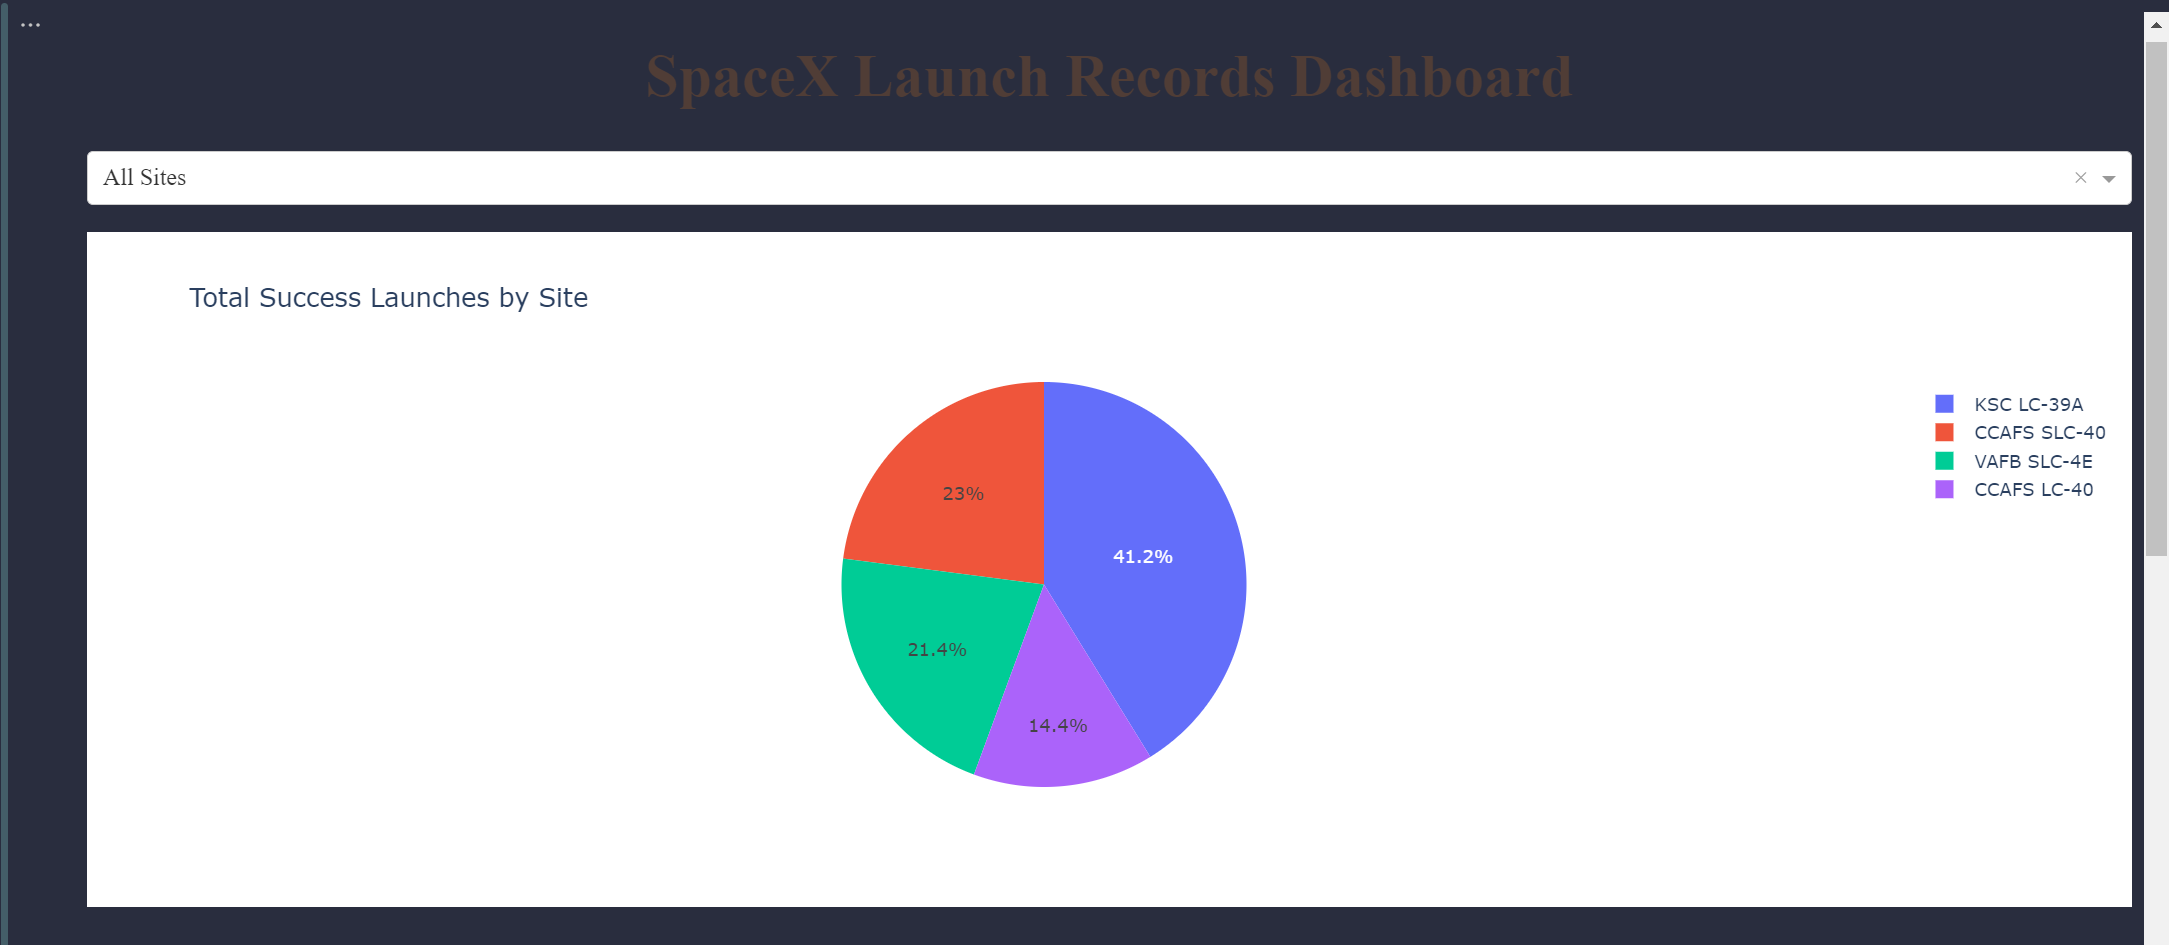 ...
SpaceX Launch Records Dashboard
All Sites
Total Success Launches by Site
KSC LC-39A
CCAFS SLC-40
VAFB SLC-4E
CCAFS LC-40
23%
41.2%
21.4%
14.4%